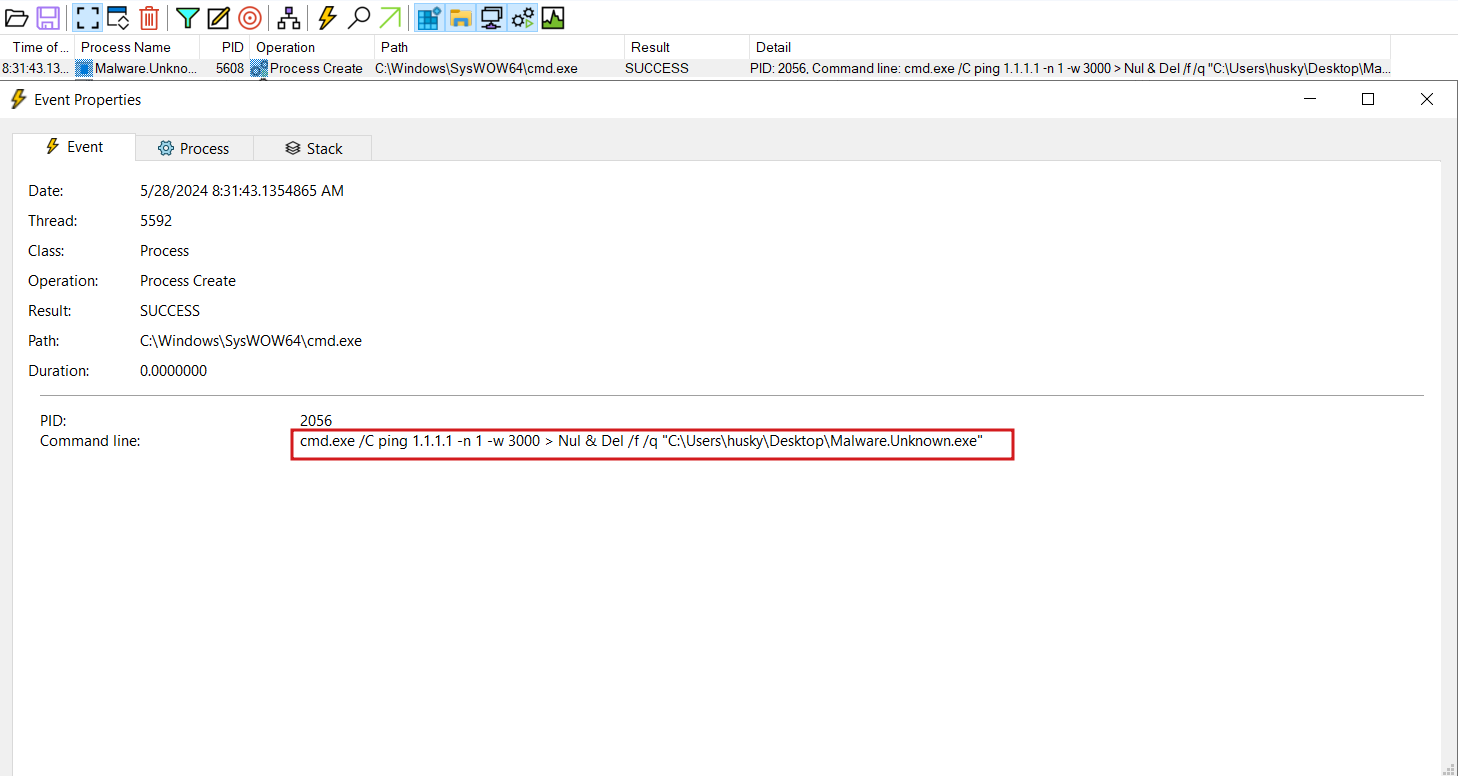 Time of ... Process Name PID Operation Path Result Detail
8:31:43.13... Malware.Unkno... 5608 Process Create C:\Windows\SysWOW64\cmd.exe SUCCESS PID: 2056, Command line: cmd.exe /C ping 1.1.1.1 -n 1 -w 3000 > Nul & Del /f /q "C:\Users\husky\Desktop\Ma...
Event Properties
Event Process Stack
Date: 5/28/2024 8:31:43.1354865 AM
Thread: 5592
Class: Process
Operation: Process Create
Result: SUCCESS
Path: C:\Windows\SysWOW64\cmd.exe
Duration: 0.0000000
PID: 2056
Command line: cmd.exe /C ping 1.1.1.1 -n 1 -w 3000 > Nul & Del /f /q "C:\Users\husky\Desktop\Malware.Unknown.exe"